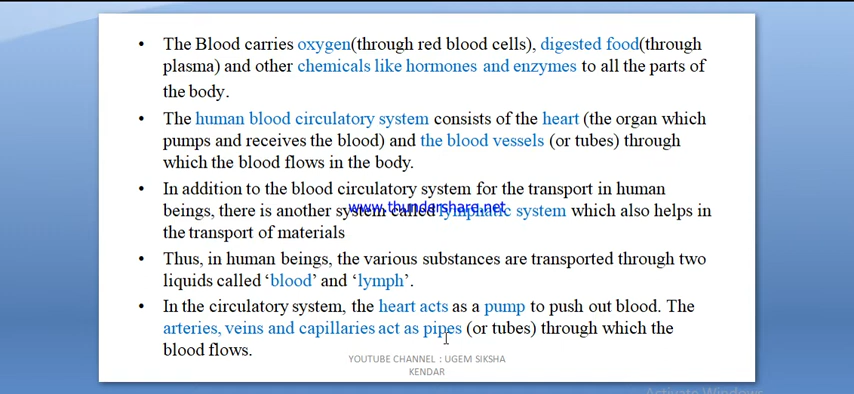 • The Blood carries oxygen(through red blood cells), digested food(through
plasma) and other chemicals like hormones and enzymes to all the parts of
the body.
• The human blood circulatory system consists of the heart (the organ which
pumps and receives the blood) and the blood vessels (or tubes) through
which the blood flows in the body.
• In addition to the blood circulatory system for the transport in human
beings, there is another system called lymphatic system which also helps in
www.thundershare.net
the transport of materials
• Thus, in human beings, the various substances are transported through two
liquids called ‘blood’ and ‘lymph’.
• In the circulatory system, the heart acts as a pump to push out blood. The
arteries, veins and capillaries act as pipes (or tubes) through which the
blood flows.
YOUTUBE CHANNEL : UGEM SIKSHA
KENDAR
Activate Windows